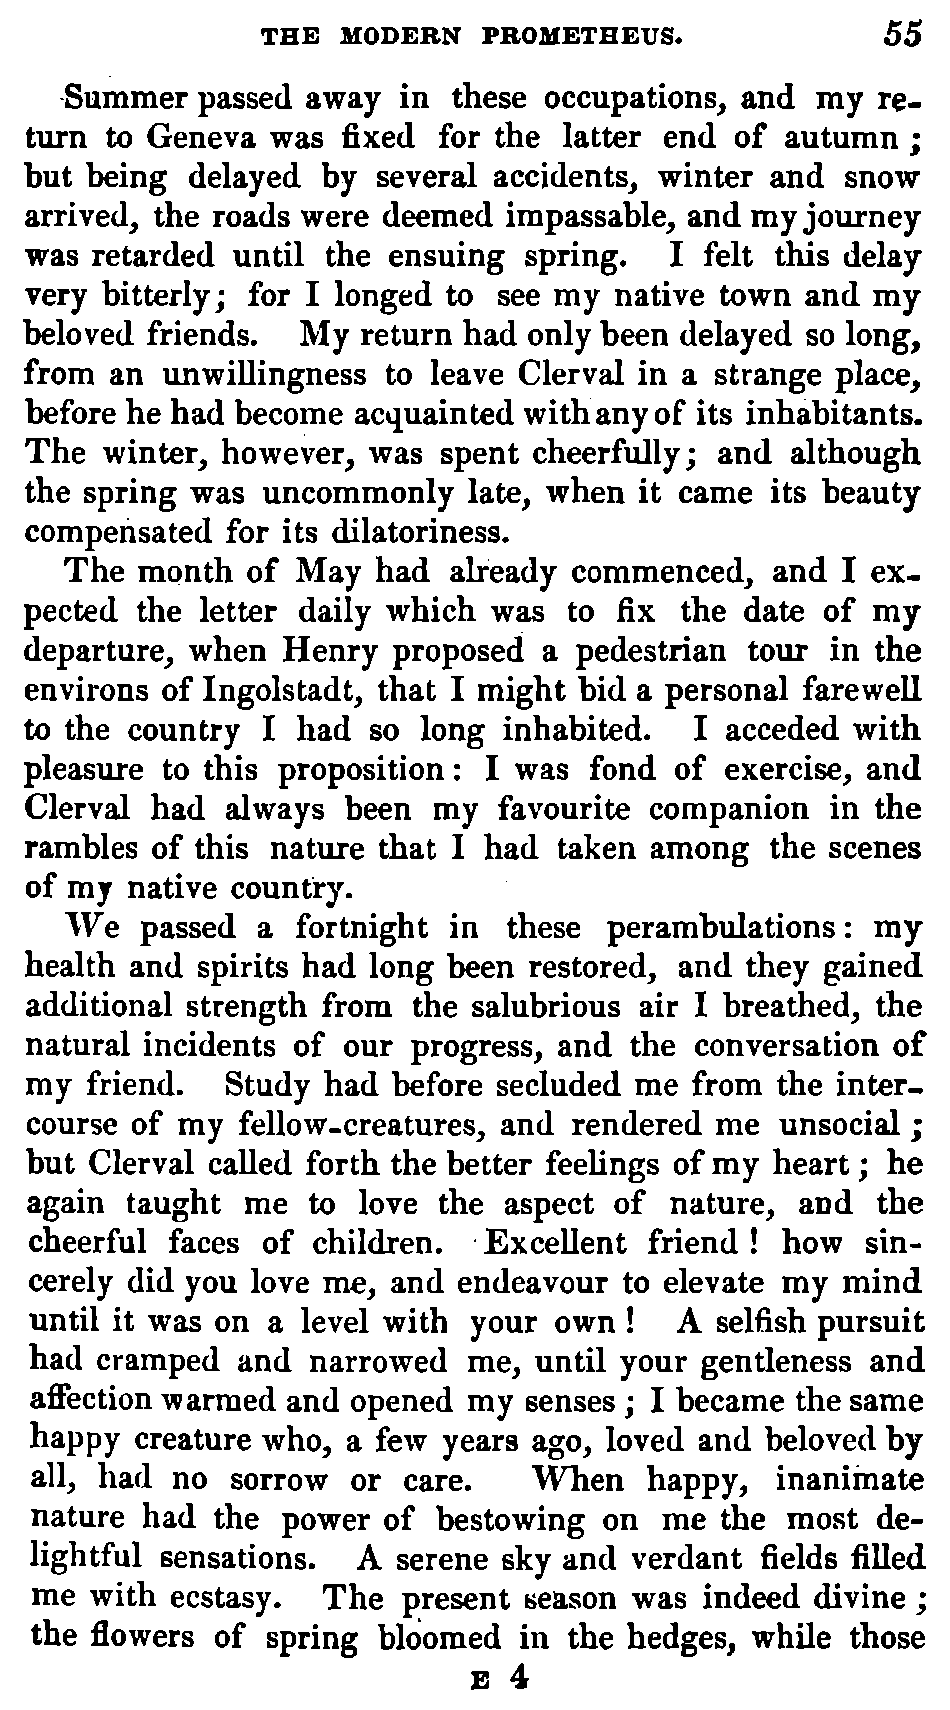 THE MODERN PROMETHEUS. 55
Summer passed away in these occupations, and my re-
turn to Geneva was fixed for the latter end of autumn ;
but being delayed by several accidents, winter and snow
arrived, the roads were deemed impassable, and my journey
was retarded until the ensuing spring. I felt this delay
very bitterly; for I longed to see my native town and my
beloved friends. My return had only been delayed so long,
from an unwillingness to leave Clerval in a strange place,
before he had become acquainted with any of its inhabitants.
The winter, however, was spent cheerfully; and although
the spring was uncommonly late, when it came its beauty
compensated for its dilatoriness.
The month of May had already commenced, and I ex-
pected the letter daily which was to fix the date of my
departure, when Henry proposed a pedestrian tour in the
environs of Ingolstadt, that I might bid a personal farewell
to the country I had so long inhabited. I acceded with
pleasure to this proposition: I was fond of exercise, and
Clerval had always been my favourite companion in the
rambles of this nature that I had taken among the scenes
of my native country.
We passed a fortnight in these perambulations: my
health and spirits had long been restored, and they gained
additional strength from the salubrious air I breathed, the
natural incidents of our progress, and the conversation of
my friend. Study had before secluded me from the inter-
course of my fellow-creatures, and rendered me unsocial ;
but Clerval called forth the better feelings of my heart ; he
again taught me to love the aspect of nature, and the
cheerful faces of children. Excellent friend ! how sin-
cerely did you love me, and endeavour to elevate my mind
until it was on a level with your own ! A selfish pursuit
had cramped and narrowed me, until your gentleness and
affection warmed and opened my senses ; I became the same
happy creature who, a few years ago, loved and beloved by
all, had no sorrow or care. When happy, inanimate
nature had the power of bestowing on me the most de-
lightful sensations. A serene sky and verdant fields filled
me with ecstasy. The present season was indeed divine ;
the flowers of spring bloomed in the hedges, while those
E 4